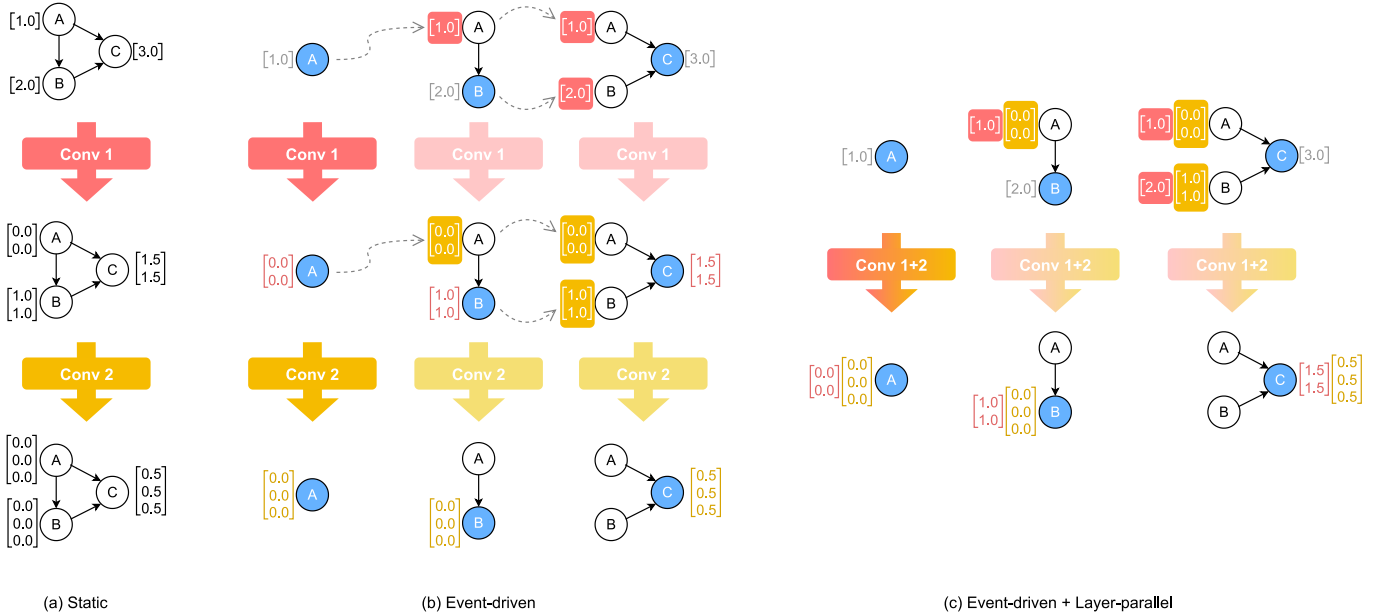 [1.0] A
C [3.0]
[2.0] B
Conv 1
[0.0 0.0] A
C [1.5 1.5]
[1.0 1.0] B
Conv 2
[0.0 0.0 0.0] A
C [0.5 0.5 0.5]
[0.0 0.0 0.0] B
(a) Static
[1.0] A
[1.0] A
[2.0] B
[1.0] A
C [3.0]
[2.0] B
Conv 1
Conv 1
Conv 1
[0.0 0.0] A
[0.0 0.0] A
[1.0 1.0] B
[0.0 0.0] A
C [1.5 1.5]
[1.0 1.0] B
Conv 2
Conv 2
Conv 2
[0.0 0.0 0.0] A
A
[0.0 0.0 0.0] B
A
C [0.5 0.5 0.5]
B
(b) Event-driven
[1.0] A
[1.0] [0.0 0.0] A
[2.0] B
[1.0] [0.0 0.0] A
C [3.0]
[2.0] [1.0 1.0] B
Conv 1+2
Conv 1+2
Conv 1+2
[0.0 0.0] [0.0 0.0 0.0] A
A
[1.0 1.0] [0.0 0.0 0.0] B
A
C [1.5 1.5] [0.5 0.5 0.5]
B
(c) Event-driven + Layer-parallel